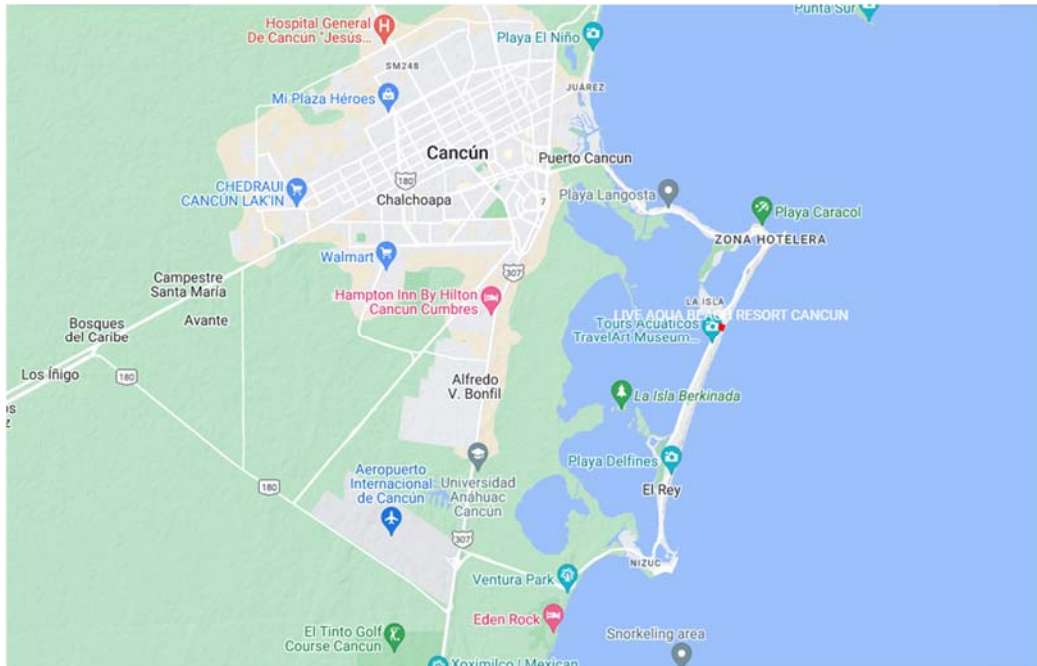 Punta Sur
Hospital General
De Cancún "Jesús...
Playa El Niño
SM248
JUÁREZ
Mi Plaza Héroes
Cancún
Puerto Cancun
180
CHEDRAUI
CANCÚN LAK'IN
Chalchoapa
7
Playa Langosta
Playa Caracol
ZONA HOTELERA
Walmart
307
Campestre
Santa María
Hampton Inn By Hilton
Cancun Cumbres
LA ISLA
LIVE AQUA BEACH RESORT CANCUN
Tours Acuáticos
TravelArt Museum...
Bosques
del Caribe
Avante
Los Íñigo
180
Alfredo
V. Bonfil
La Isla Berkinada
os
z
Aeropuerto
Internacional
de Cancún
Universidad
Anáhuac
Cancún
Playa Delfines
El Rey
180
307
NIZUC
Ventura Park
Eden Rock
El Tinto Golf
Course Cancun
Snorkeling area
Xoximilco | Mexican